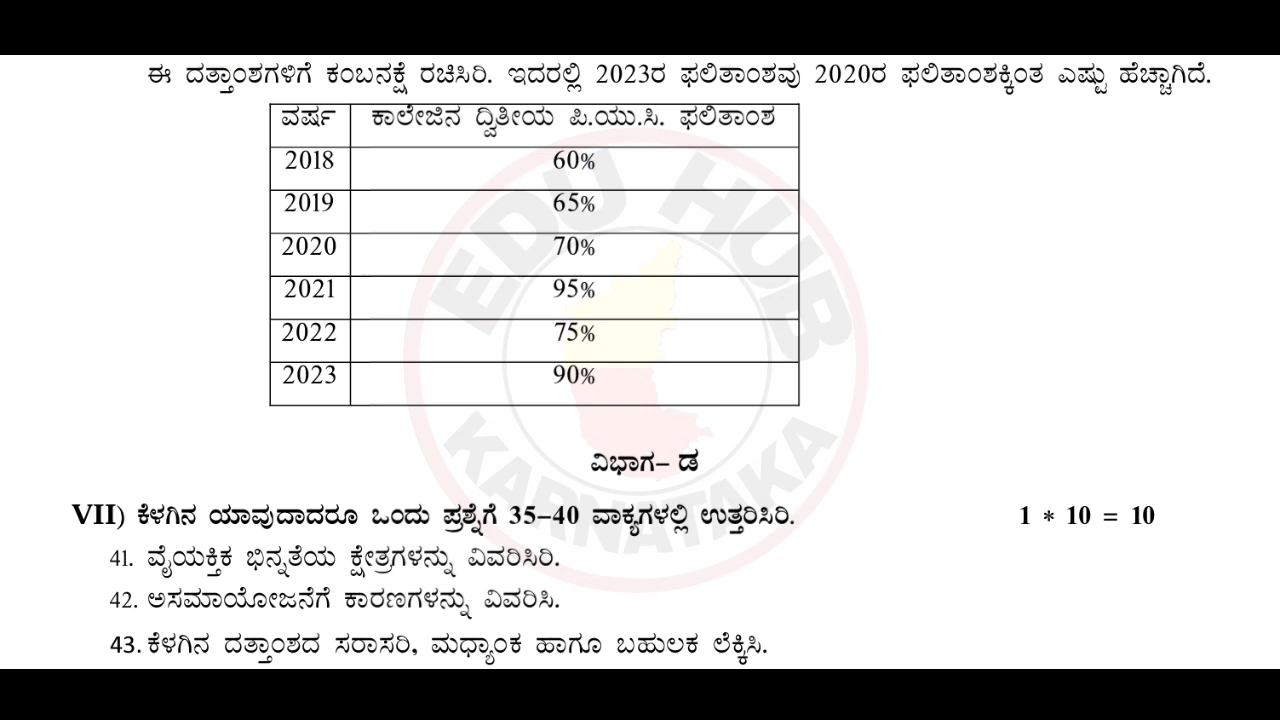 ಈ ದತ್ತಾಂಶಗಳಿಗೆ ಕಂಬನಕ್ಷೆ ರಚಿಸಿರಿ. ಇದರಲ್ಲಿ 2023ರ ಫಲಿತಾಂಶವು 2020ರ ಫಲಿತಾಂಶಕ್ಕಿಂತ ಎಷ್ಟು ಹೆಚ್ಚಾಗಿದೆ.
ವರ್ಷ ಕಾಲೇಜಿನ ದ್ವಿತೀಯ ಪಿ.ಯು.ಸಿ. ಫಲಿತಾಂಶ
2018 60%
2019 65%
2020 70%
2021 95%
2022 75%
2023 90%
EDU HUB
KARNATAKA
ವಿಭಾಗ– ಡ
VII) ಕೆಳಗಿನ ಯಾವುದಾದರೂ ಒಂದು ಪ್ರಶ್ನೆಗೆ 35–40 ವಾಕ್ಯಗಳಲ್ಲಿ ಉತ್ತರಿಸಿರಿ. 1 * 10 = 10
41. ವೈಯಕ್ತಿಕ ಭಿನ್ನತೆಯ ಕ್ಷೇತ್ರಗಳನ್ನು ವಿವರಿಸಿರಿ.
42. ಅಸಮಾಯೋಜನೆಗೆ ಕಾರಣಗಳನ್ನು ವಿವರಿಸಿ.
43. ಕೆಳಗಿನ ದತ್ತಾಂಶದ ಸರಾಸರಿ, ಮಧ್ಯಾಂಕ ಹಾಗೂ ಬಹುಲಕ ಲೆಕ್ಕಿಸಿ.